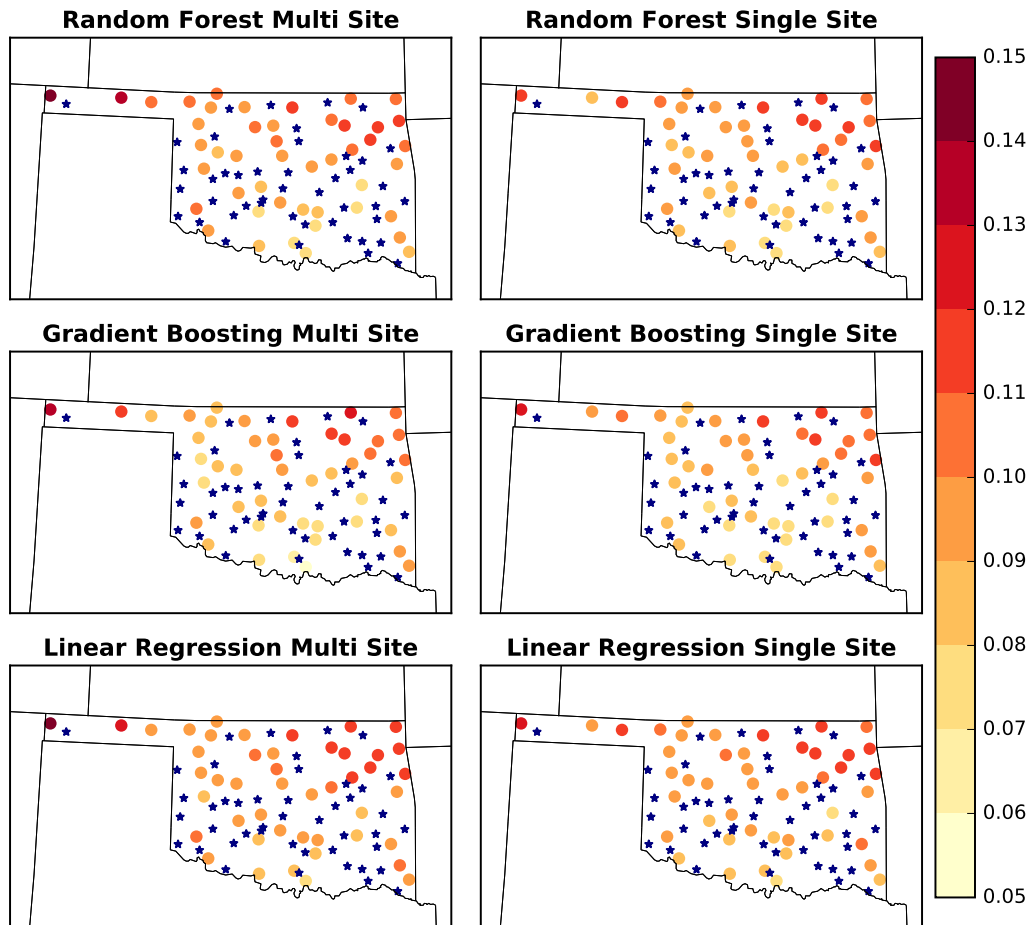 Random Forest Multi Site
Random Forest Single Site
Gradient Boosting Multi Site
Gradient Boosting Single Site
Linear Regression Multi Site
Linear Regression Single Site
0.15
0.14
0.13
0.12
0.11
0.10
0.09
0.08
0.07
0.06
0.05